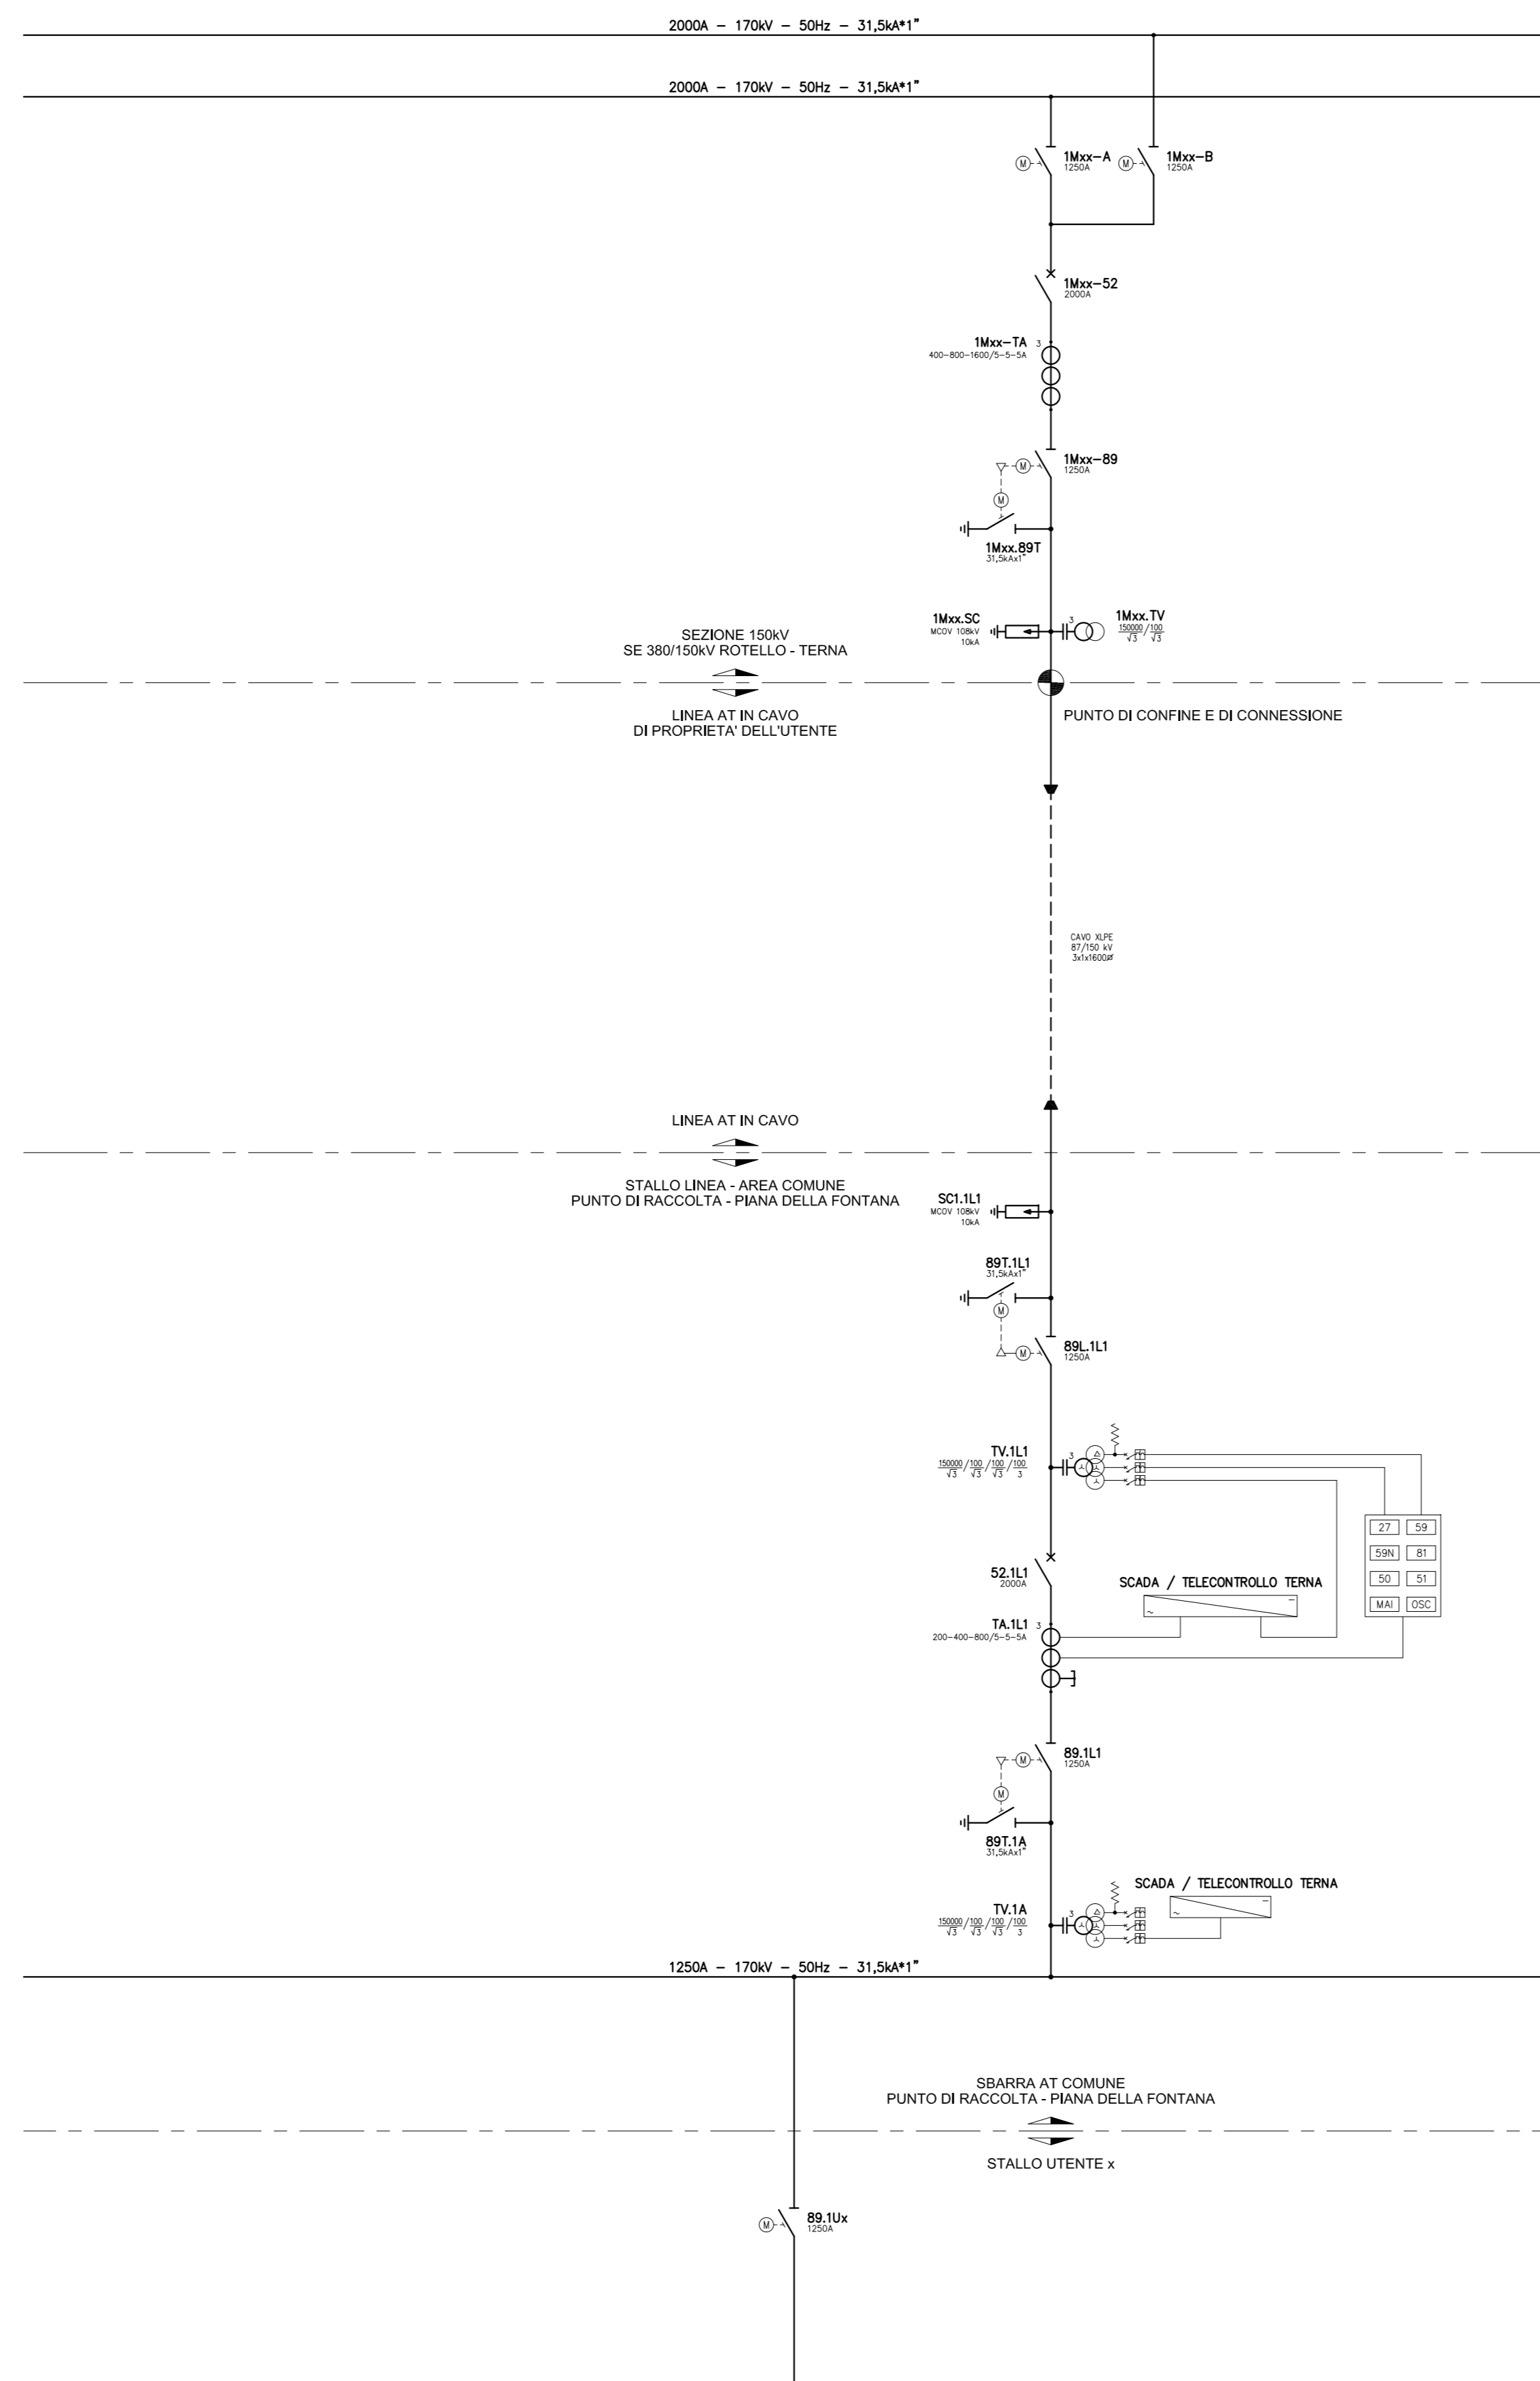 2000A – 170kV – 50Hz – 31,5kA*1"
2000A – 170kV – 50Hz – 31,5kA*1"
M
1Mxx–A
1250A
M
1Mxx–B
1250A
1Mxx–52
2000A
1Mxx–TA
3
400–800–1600/5–5–5A
M
1Mxx–89
1250A
M
1Mxx.89T
31,5kAx1"
1Mxx.SC
MCOV 108kV
10kA
3
1Mxx.TV
150000/√3 / 100/√3
SEZIONE 150kV
SE 380/150kV ROTELLO - TERNA
LINEA AT IN CAVO
DI PROPRIETA' DELL'UTENTE
PUNTO DI CONFINE E DI CONNESSIONE
CAVO XLPE
87/150 kV
3x1x1600
LINEA AT IN CAVO
STALLO LINEA - AREA COMUNE
PUNTO DI RACCOLTA - PIANA DELLA FONTANA
SC1.1L1
MCOV 108kV
10kA
89T.1L1
31,5kAx1"
M
M
89L.1L1
1250A
TV.1L1
150000/√3 / 100/√3 / 100/√3 / 100/3
3
27 59
59N 81
50 51
MAI OSC
52.1L1
2000A
SCADA / TELECONTROLLO TERNA
TA.1L1
3
200–400–800/5–5–5A
M
89.1L1
1250A
M
89T.1A
31,5kAx1"
SCADA / TELECONTROLLO TERNA
TV.1A
150000/√3 / 100/√3 / 100/√3 / 100/3
3
1250A – 170kV – 50Hz – 31,5kA*1"
SBARRA AT COMUNE
PUNTO DI RACCOLTA - PIANA DELLA FONTANA
STALLO UTENTE x
M
89.1Ux
1250A